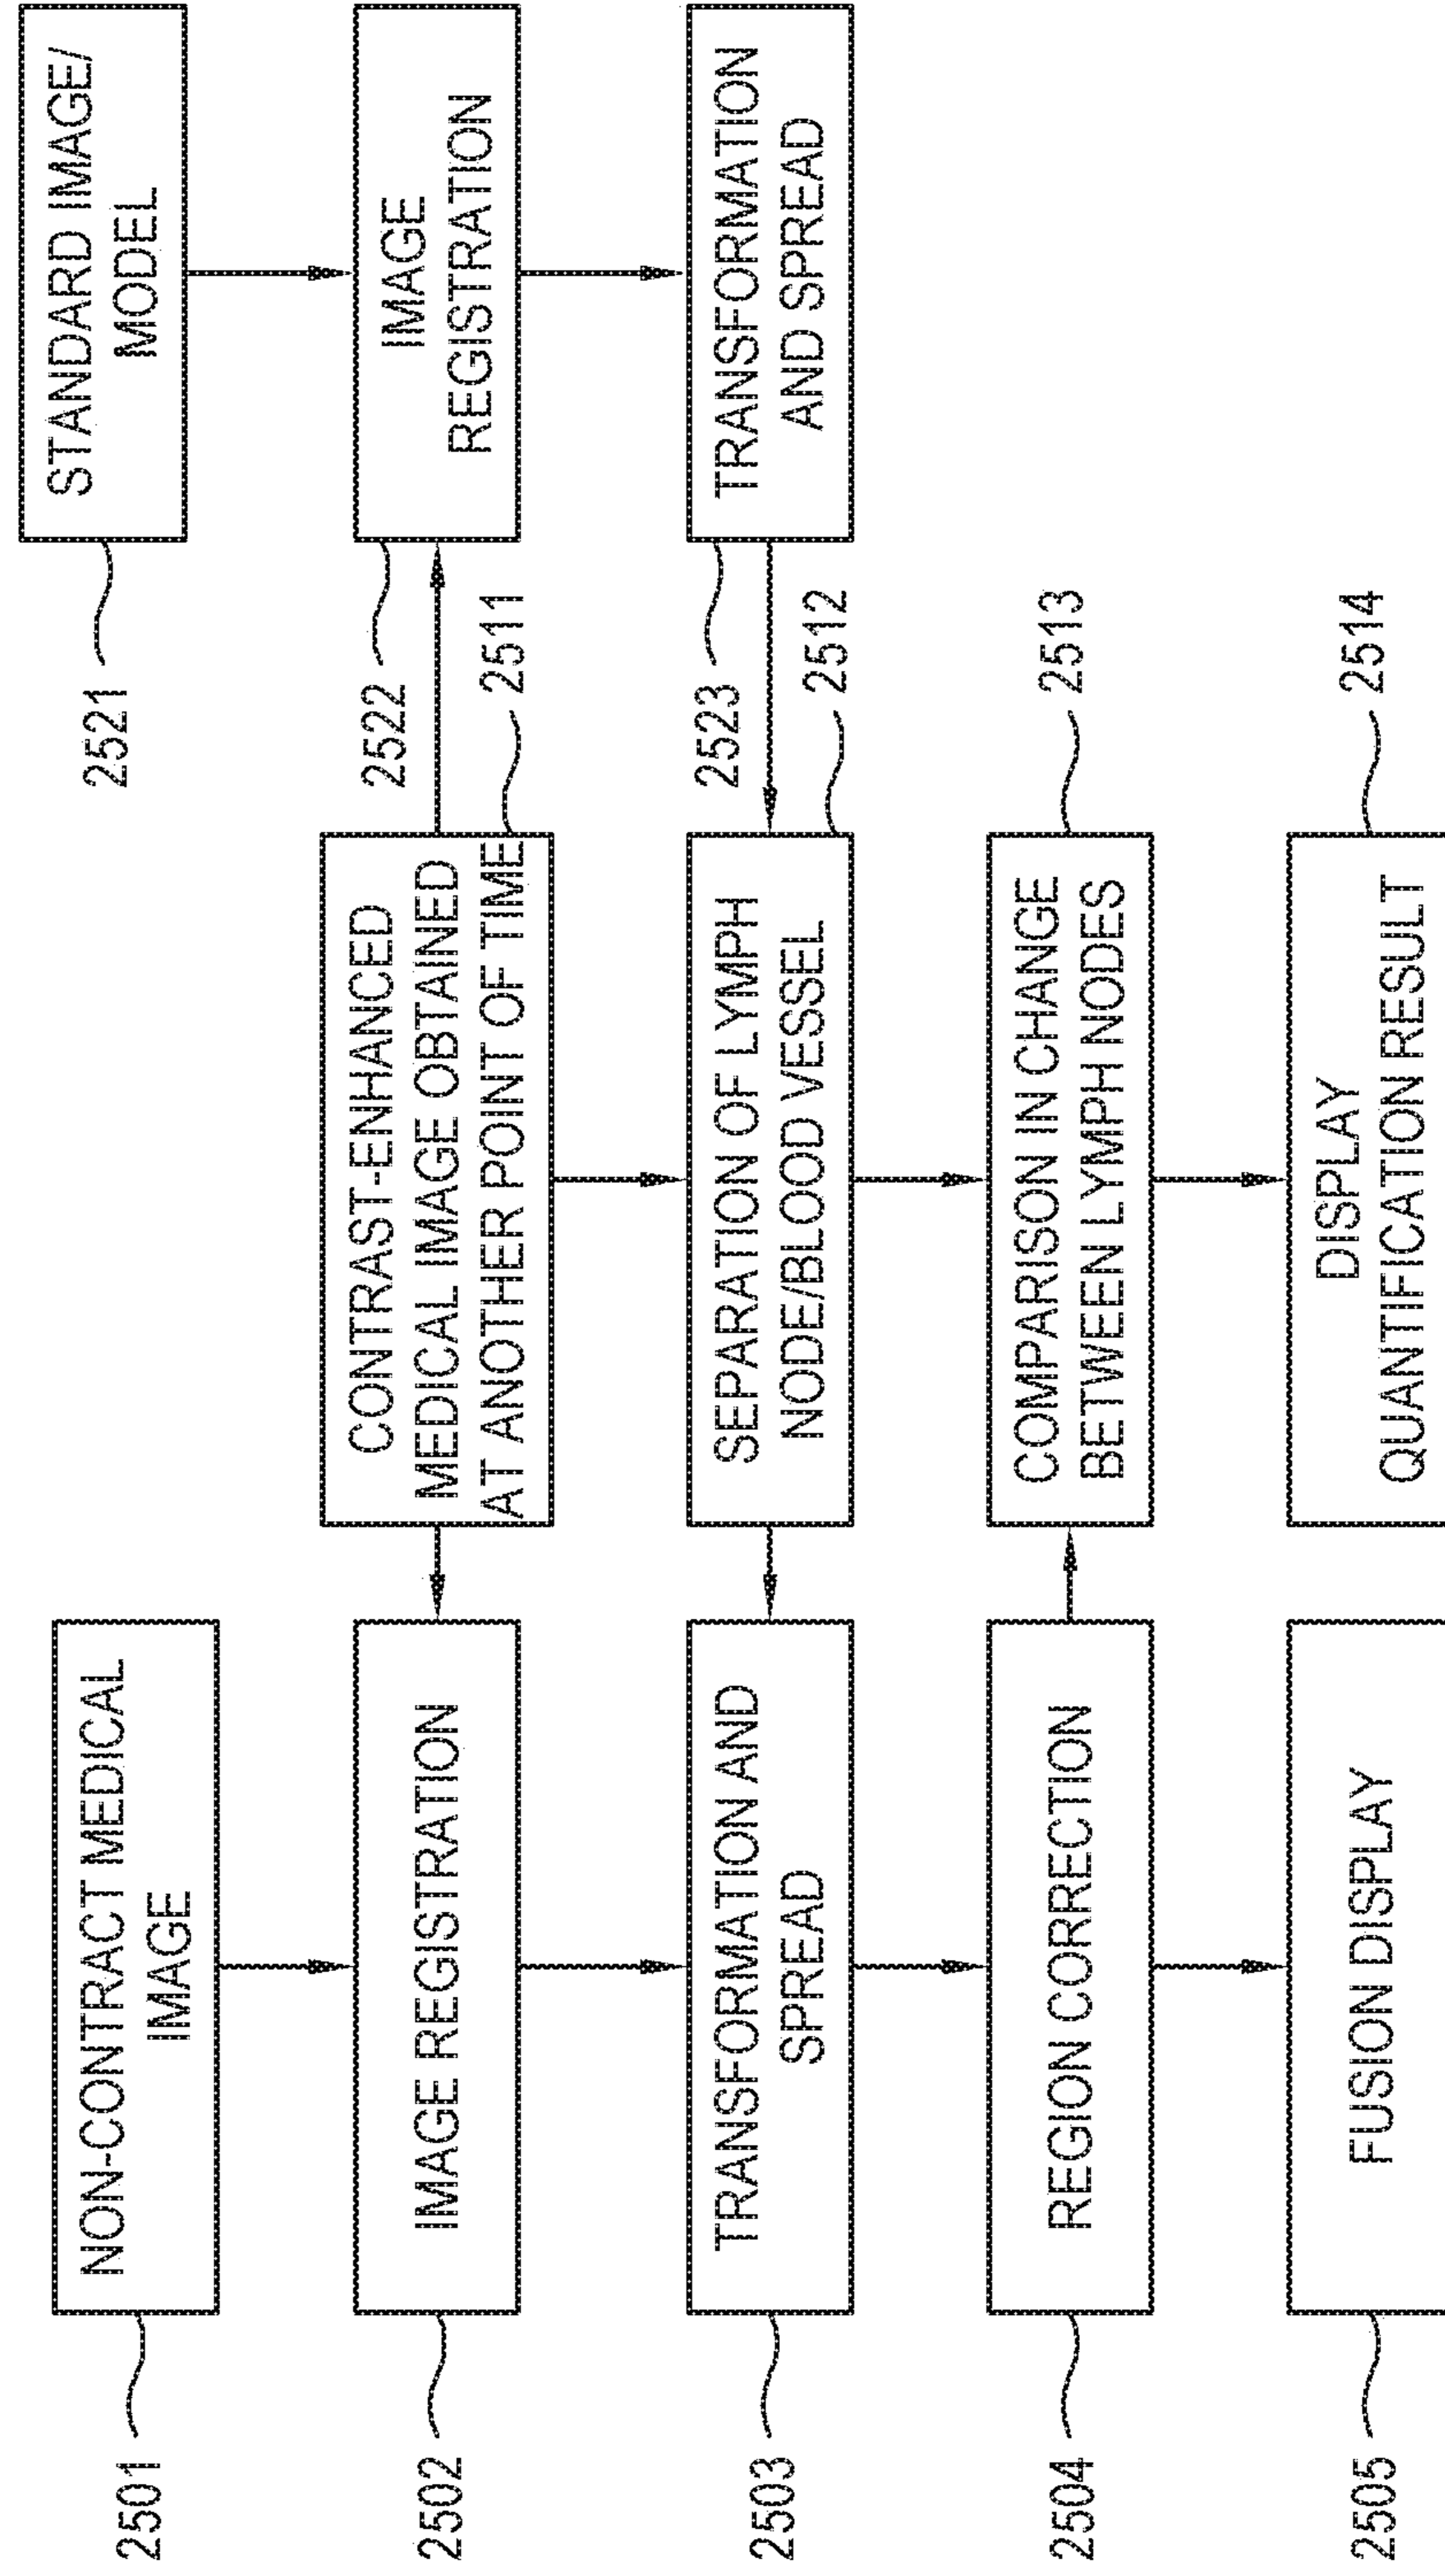 2501
NON-CONTRACT MEDICAL
IMAGE
2502
IMAGE REGISTRATION
2503
TRANSFORMATION AND
SPREAD
2504
REGION CORRECTION
2505
FUSION DISPLAY
CONTRAST-ENHANCED
MEDICAL IMAGE OBTAINED
AT ANOTHER POINT OF TIME
2511
SEPARATION OF LYMPH
NODE/BLOOD VESSEL
2512
COMPARISON IN CHANGE
BETWEEN LYMPH NODES
2513
DISPLAY
QUANTIFICATION RESULT
2514
2521
STANDARD IMAGE/
MODEL
2522
IMAGE
REGISTRATION
2523
TRANSFORMATION
AND SPREAD